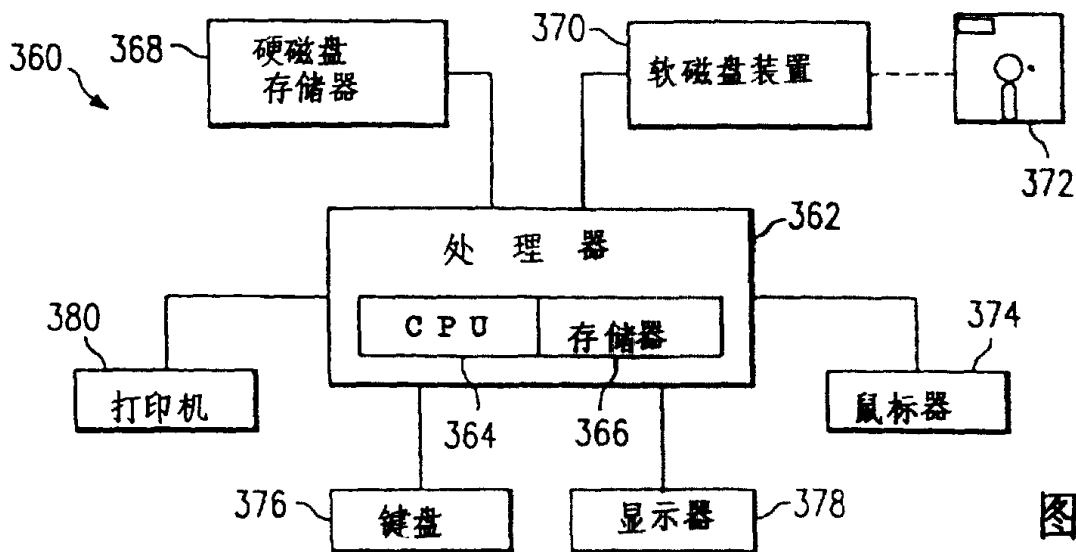 360
368
硬磁盘
存储器
370
软磁盘装置
372
362
处理器
CPU
存储器
364
366
380
打印机
374
鼠标器
376
键盘
显示器
378
图